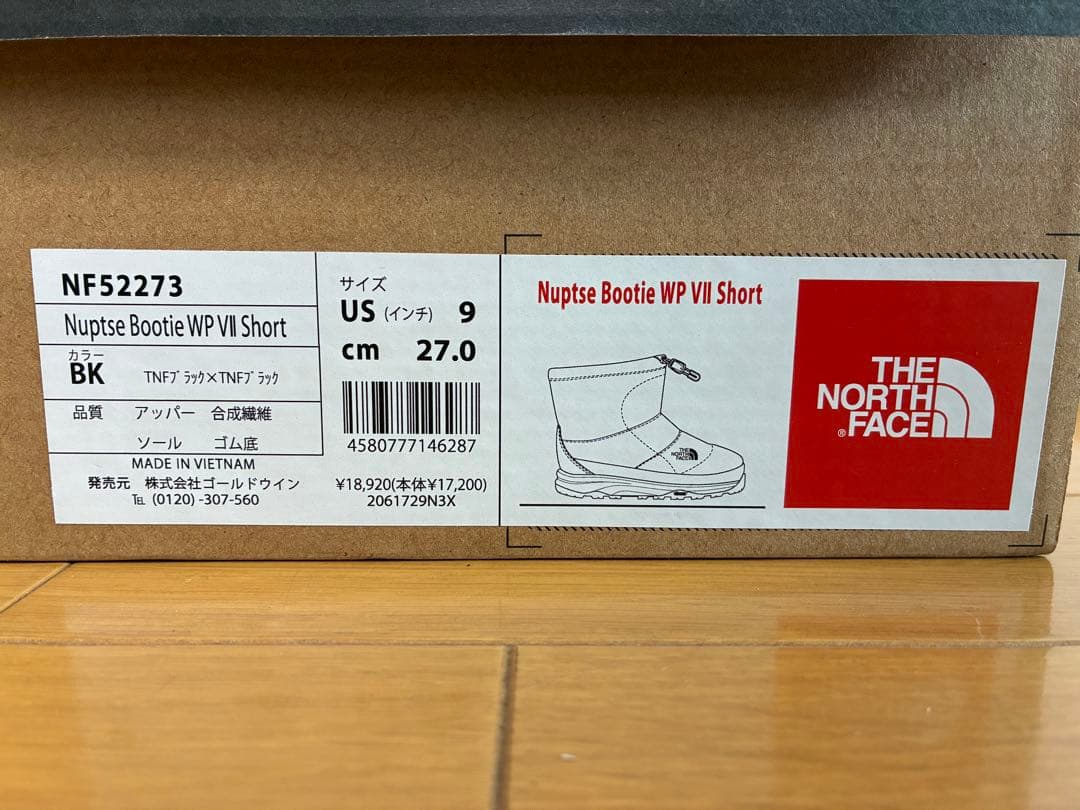 NF52273
Nuptse Bootie WP VII Short
カラー
BK TNFブラック×TNFブラック
品質 アッパー 合成繊維
ソール ゴム底
MADE IN VIETNAM
発売元 株式会社ゴールドウイン
TEL (0120)-307-560
サイズ
US (インチ) 9
cm 27.0
4580777146287
¥18,920(本体¥17,200)
2061729N3X
Nuptse Bootie WP VII Short
THE
NORTH
FACE
THE
NORTH
®FACE